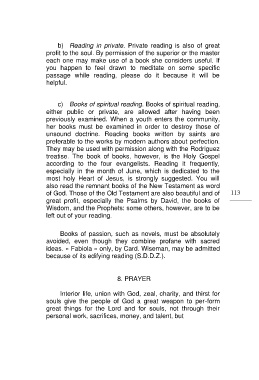 b) Reading in private. Private reading is also of great
profit to the soul. By permission of the superior or the master
each one may make use of a book she considers useful. If
you happen to feel drawn to meditate on some specific
passage while reading, please do it because it will be
helpful.
c) Books of spiritual reading. Books of spiritual reading,
either public or private, are allowed after having been
previously examined. When a youth enters the community,
her books must be examined in order to destroy those of
unsound doctrine. Reading books written by saints are
preferable to the works by modern authors about perfection.
They may be used with permission along with the Rodríguez
treatise. The book of books, however, is the Holy Gospel
according to the four evangelists. Reading it frequently,
especially in the month of June, which is dedicated to the
most holy Heart of Jesus, is strongly suggested. You will
also read the remnant books of the New Testament as word
of God. Those of the Old Testament are also beautiful and of
great profit, especially the Psalms by David, the books of
Wisdom, and the Prophets: some others, however, are to be
left out of your reading.
113
Books of passion, such as novels, must be absolutely
avoided, even though they combine profane with sacred
ideas. « Fabiola » only, by Card. Wiseman, may be admitted
because of its edifying reading (S.D.D.Z.).
8. PRAYER
Interior life, union with God, zeal, charity, and thirst for
souls give the people of God a great weapon to per-form
great things for the Lord and for souls, not through their
personal work, sacrifices, money, and talent, but